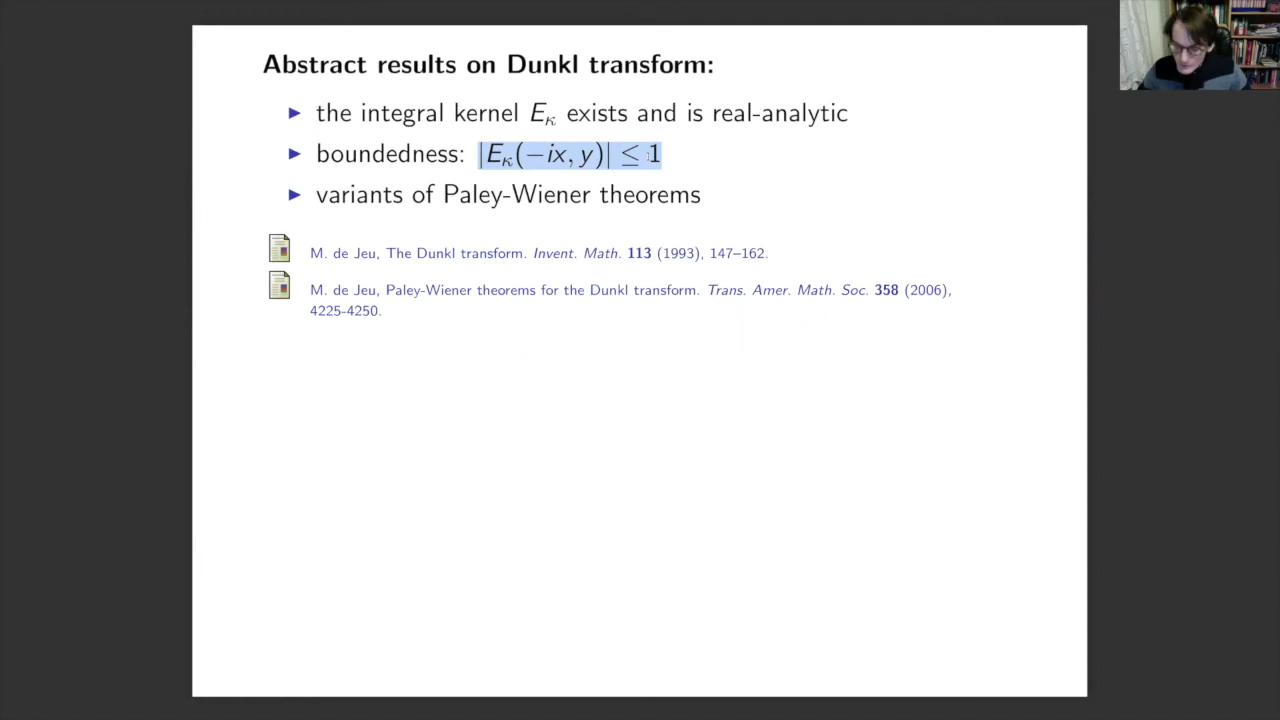 Abstract results on Dunkl transform:
▶ the integral kernel E_κ exists and is real-analytic
▶ boundedness: |E_κ(−ix, y)| ≤ 1
▶ variants of Paley-Wiener theorems
M. de Jeu, The Dunkl transform. Invent. Math. 113 (1993), 147–162.
M. de Jeu, Paley-Wiener theorems for the Dunkl transform. Trans. Amer. Math. Soc. 358 (2006),
4225-4250.